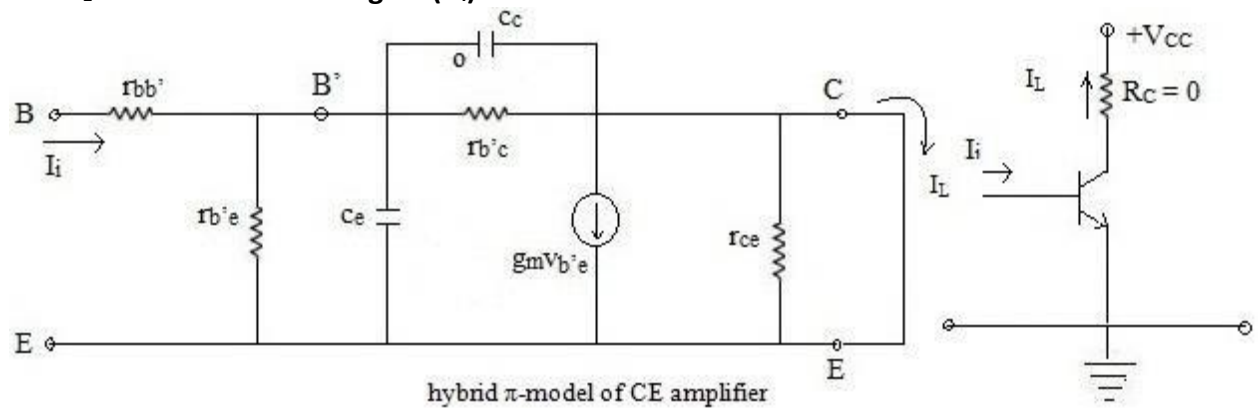 Cc
o
rbb'
B'
B
Ii
rb'c
C
IL
rb'e
Ce
gmVb'e
rce
E
E
hybrid π-model of CE amplifier
+VCC
IL
RC = 0
Ii